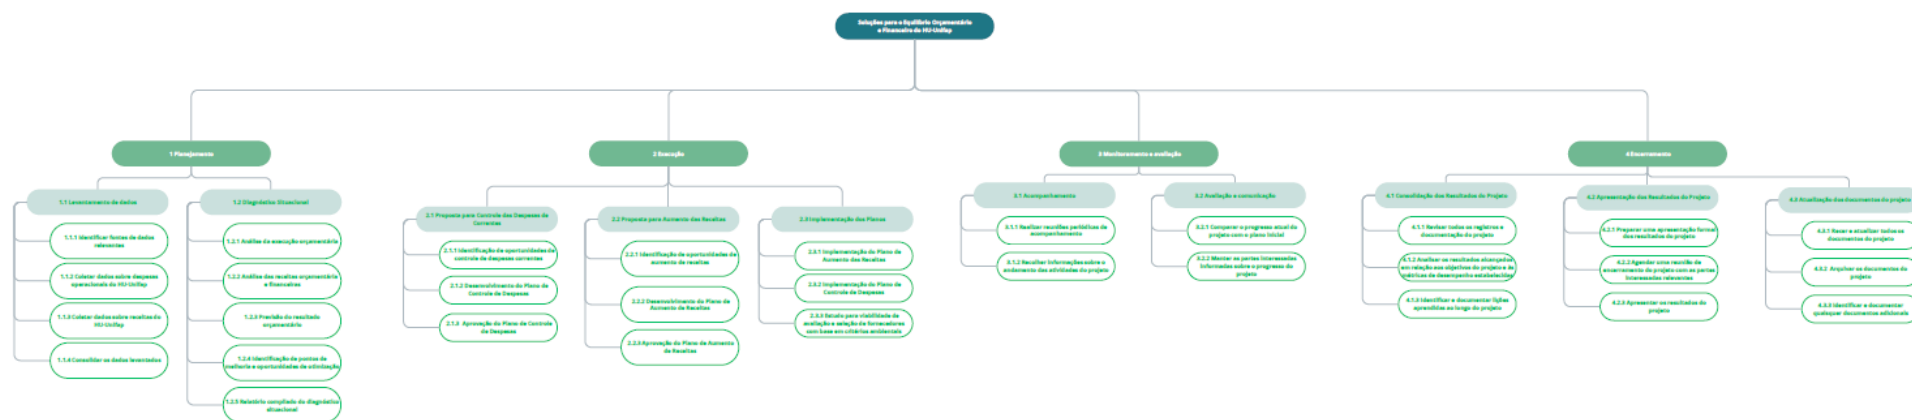 Soluções para o Equilíbrio Orçamentário
e Financeiro do HU-Unifap
1 Planejamento
1.1 Levantamento de dados
1.1.1 Identificar fontes de dados
relevantes
1.1.2 Coletar dados sobre despesas
operacionais do HU-Unifap
1.1.3 Coletar dados sobre receitas do
HU-Unifap
1.1.4 Consolidar os dados levantados
1.2 Diagnóstico Situacional
1.2.1 Análise da execução orçamentária
1.2.2 Análise das receitas orçamentária
e financeiras
1.2.3 Previsão do resultado
orçamentário
1.2.4 Identificação de pontos de
melhoria e oportunidades de otimização
1.2.5 Relatório compilado do diagnóstico
situacional
2 Execução
2.1 Proposta para Controle das Despesas de
Correntes
2.1.1 Identificação de oportunidades de
controle de despesas correntes
2.1.2 Desenvolvimento do Plano de
Controle de Despesas
2.1.3 Aprovação do Plano de Controle
de Despesas
2.2 Proposta para Aumento das Receitas
2.2.1 Identificação de oportunidades de
aumento de receitas
2.2.2 Desenvolvimento do Plano de
Aumento de Receitas
2.2.3 Aprovação do Plano de Aumento
de Receitas
2.3 Implementação dos Planos
2.3.1 Implementação do Plano de
Aumento das Receitas
2.3.2 Implementação do Plano de
Controle de Despesas
2.3.3 Estudo para viabilidade de
avaliação e seleção de fornecedores
com base em critérios ambientais
3 Monitoramento e avaliação
3.1 Acompanhamento
3.1.1 Realizar reuniões periódicas de
acompanhamento
3.1.2 Recolher informações sobre o
andamento das atividades do projeto
3.2 Avaliação e comunicação
3.2.1 Comparar o progresso atual do
projeto com o plano inicial
3.2.2 Manter as partes interessadas
informadas sobre o progresso do
projeto
4 Encerramento
4.1 Consolidação dos Resultados do Projeto
4.1.1 Revisar todos os registros e
documentação do projeto
4.1.2 Analisar os resultados alcançados
em relação aos objetivos do projeto e às
métricas de desempenho estabelecidas
4.1.3 Identificar e documentar lições
aprendidas ao longo do projeto
4.2 Apresentação dos Resultados do Projeto
4.2.1 Preparar uma apresentação formal
dos resultados do projeto
4.2.2 Agendar uma reunião de
encerramento do projeto com as partes
interessadas relevantes
4.2.3 Apresentar os resultados do
projeto
4.3 Atualização dos documentos do projeto
4.3.1 Rever e atualizar todos os
documentos do projeto
4.3.2 Arquivar os documentos do
projeto
4.3.3 Identificar e documentar
quaisquer documentos adicionais